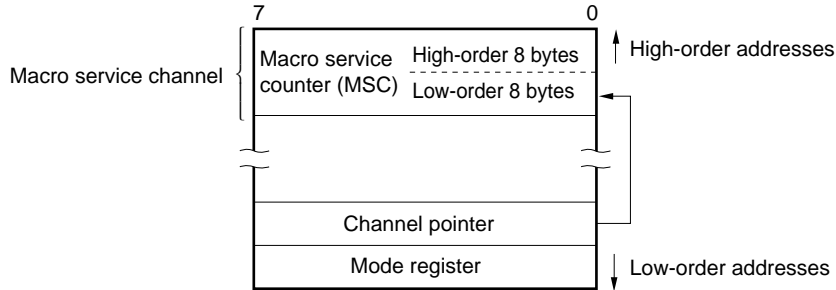 7 0
Macro service channel
Macro service
counter (MSC)
High-order 8 bytes
Low-order 8 bytes
High-order addresses
Channel pointer
Mode register
Low-order addresses